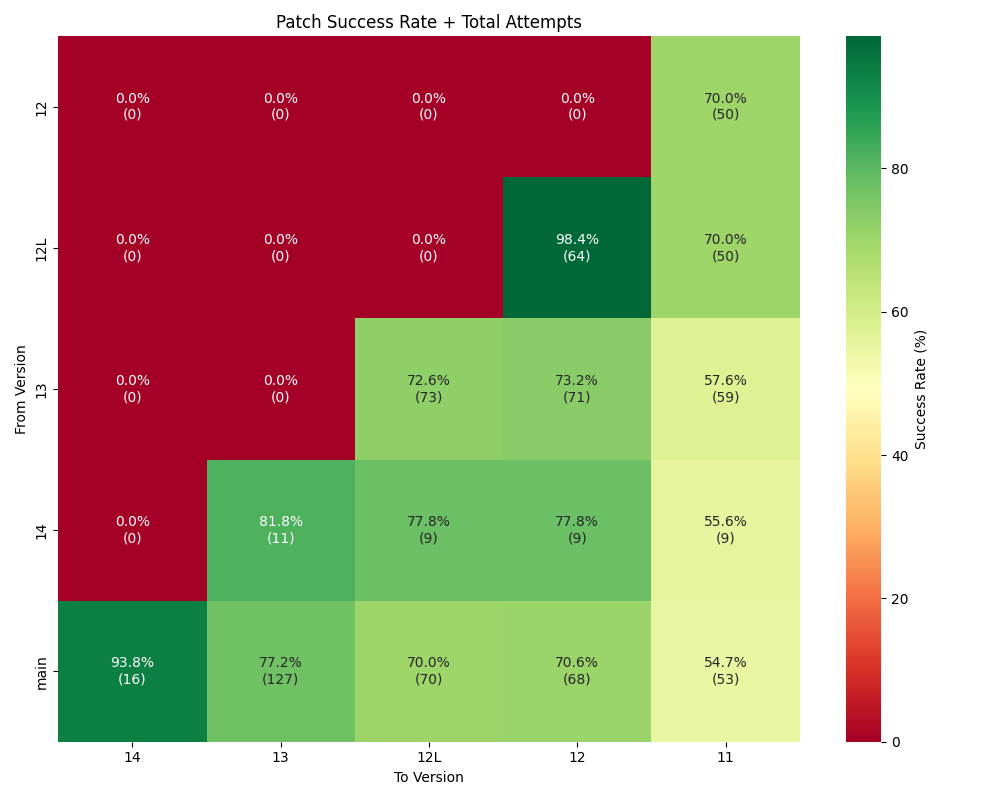 Patch Success Rate + Total Attempts
12
0.0% 0.0% 0.0% 0.0% 70.0%
(0) (0) (0) (0) (50)
12L
0.0% 0.0% 0.0% 98.4% 70.0%
(0) (0) (0) (64) (50)
13
0.0% 0.0% 72.6% 73.2% 57.6%
(0) (0) (73) (71) (59)
14
0.0% 81.8% 77.8% 77.8% 55.6%
(0) (11) (9) (9) (9)
main
93.8% 77.2% 70.0% 70.6% 54.7%
(16) (127) (70) (68) (53)
14 13 12L 12 11
To Version
From Version
80
60
40
20
0
Success Rate (%)